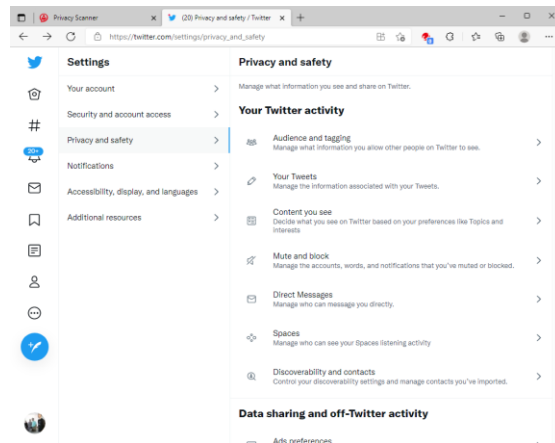 Privacy Scanner
(20) Privacy and safety / Twitter
https://twitter.com/settings/privacy_and_safety
Settings
Your account
Security and account access
Privacy and safety
20+
Notifications
Accessibility, display, and languages
Additional resources
Privacy and safety
Manage what information you see and share on Twitter.
Your Twitter activity
Audience and tagging
Manage what information you allow other people on Twitter to see.
Your Tweets
Manage the information associated with your Tweets.
Content you see
Decide what you see on Twitter based on your preferences like Topics and
interests
Mute and block
Manage the accounts, words, and notifications that you've muted or blocked.
Direct Messages
Manage who can message you directly.
Spaces
Manage who can see your Spaces listening activity
Discoverability and contacts
Control your discoverability settings and manage contacts you've imported.
Data sharing and off-Twitter activity
Ads preferences